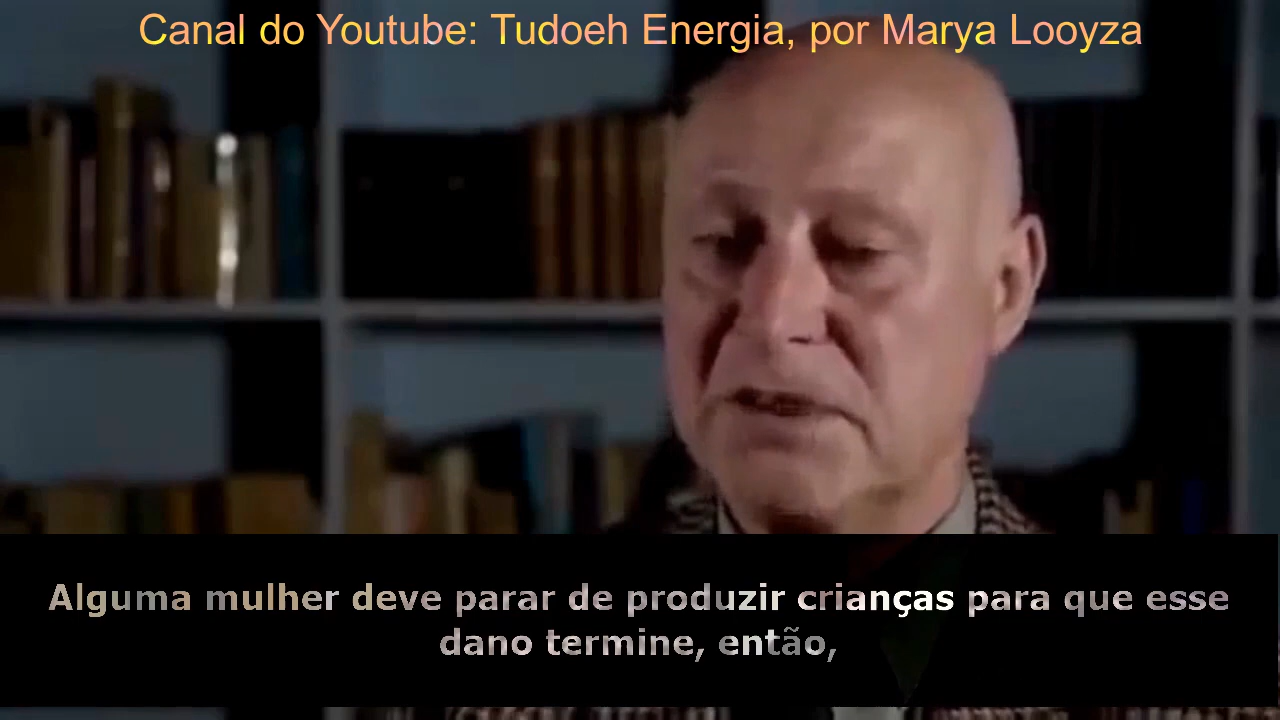 Canal do Youtube: Tudoeh Energia, por Marya Looyza
Alguma mulher deve parar de produzir crianças para que esse
dano termine, então,